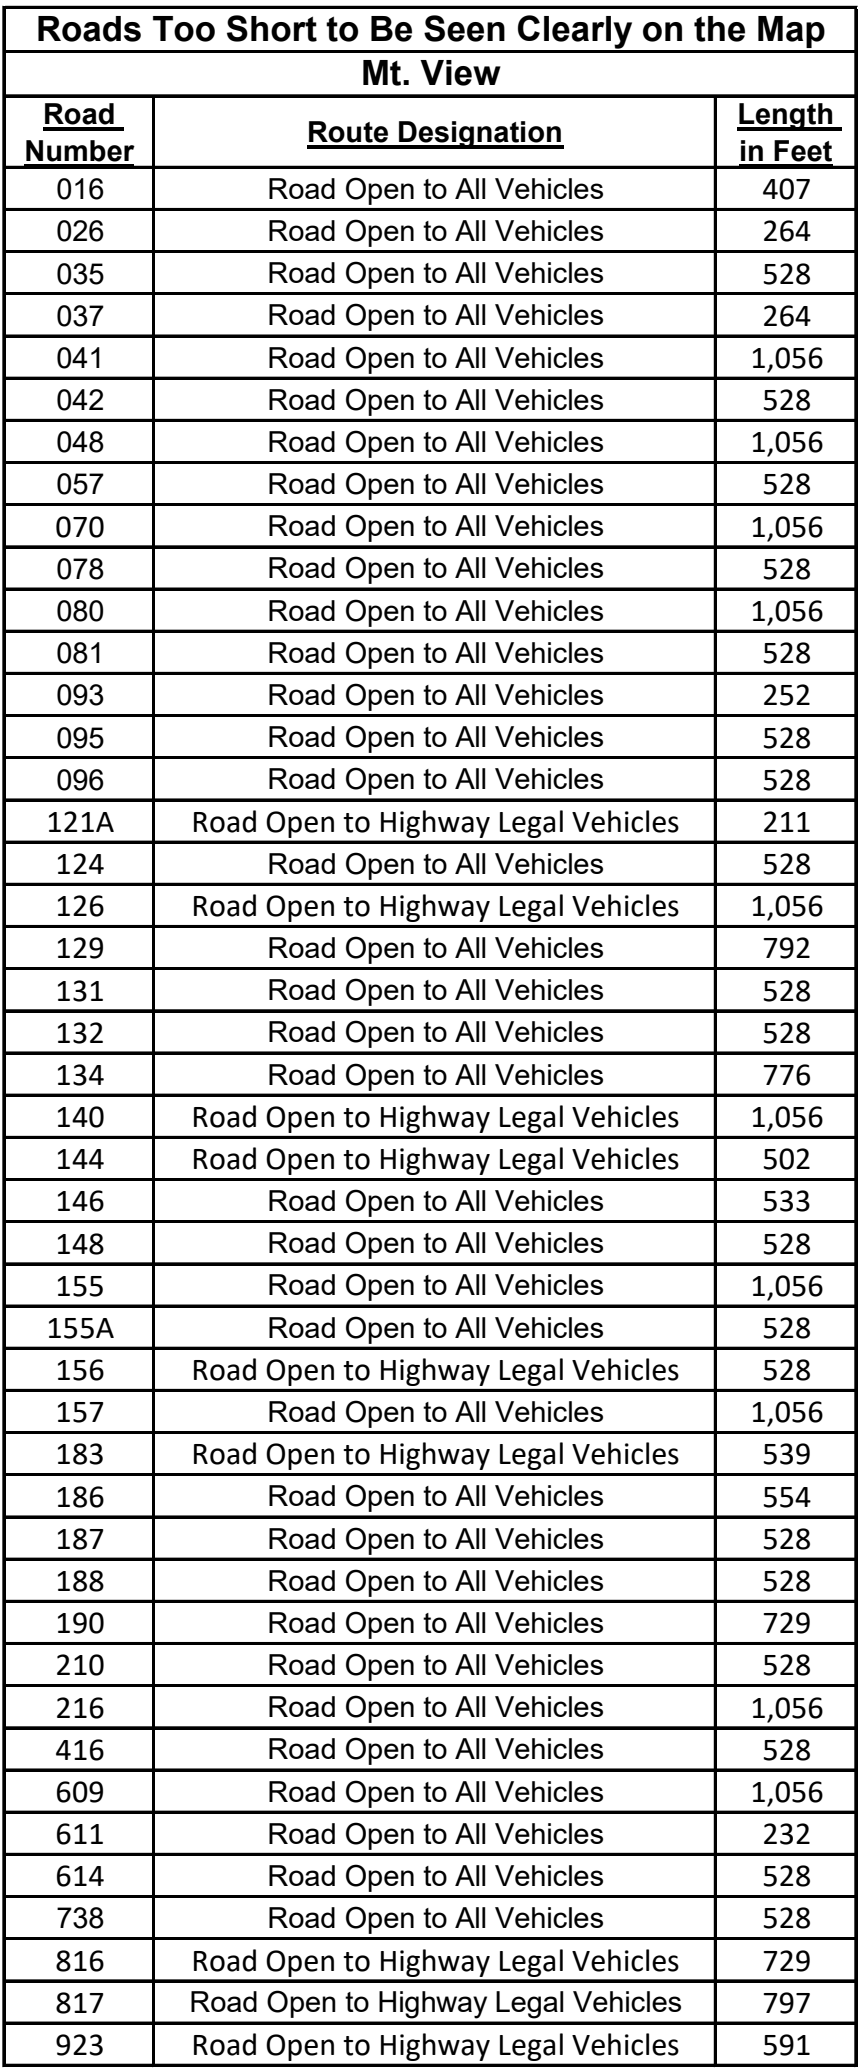 Roads Too Short to Be Seen Clearly on the Map
Mt. View
Road Number Route Designation Length in Feet
016 Road Open to All Vehicles 407
026 Road Open to All Vehicles 264
035 Road Open to All Vehicles 528
037 Road Open to All Vehicles 264
041 Road Open to All Vehicles 1,056
042 Road Open to All Vehicles 528
048 Road Open to All Vehicles 1,056
057 Road Open to All Vehicles 528
070 Road Open to All Vehicles 1,056
078 Road Open to All Vehicles 528
080 Road Open to All Vehicles 1,056
081 Road Open to All Vehicles 528
093 Road Open to All Vehicles 252
095 Road Open to All Vehicles 528
096 Road Open to All Vehicles 528
121A Road Open to Highway Legal Vehicles 211
124 Road Open to All Vehicles 528
126 Road Open to Highway Legal Vehicles 1,056
129 Road Open to All Vehicles 792
131 Road Open to All Vehicles 528
132 Road Open to All Vehicles 528
134 Road Open to All Vehicles 776
140 Road Open to Highway Legal Vehicles 1,056
144 Road Open to Highway Legal Vehicles 502
146 Road Open to All Vehicles 533
148 Road Open to All Vehicles 528
155 Road Open to All Vehicles 1,056
155A Road Open to All Vehicles 528
156 Road Open to Highway Legal Vehicles 528
157 Road Open to All Vehicles 1,056
183 Road Open to Highway Legal Vehicles 539
186 Road Open to All Vehicles 554
187 Road Open to All Vehicles 528
188 Road Open to All Vehicles 528
190 Road Open to All Vehicles 729
210 Road Open to All Vehicles 528
216 Road Open to All Vehicles 1,056
416 Road Open to All Vehicles 528
609 Road Open to All Vehicles 1,056
611 Road Open to All Vehicles 232
614 Road Open to All Vehicles 528
738 Road Open to All Vehicles 528
816 Road Open to Highway Legal Vehicles 729
817 Road Open to Highway Legal Vehicles 797
923 Road Open to Highway Legal Vehicles 591